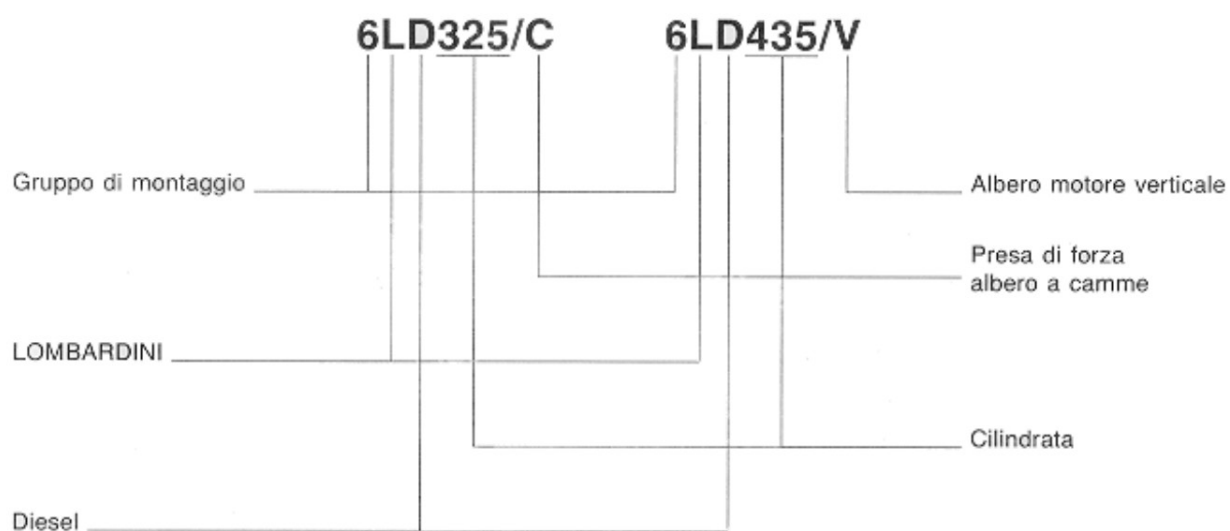 6LD325/C 6LD435/V
Gruppo di montaggio
Albero motore verticale
Presa di forza
albero a camme
LOMBARDINI
Cilindrata
Diesel